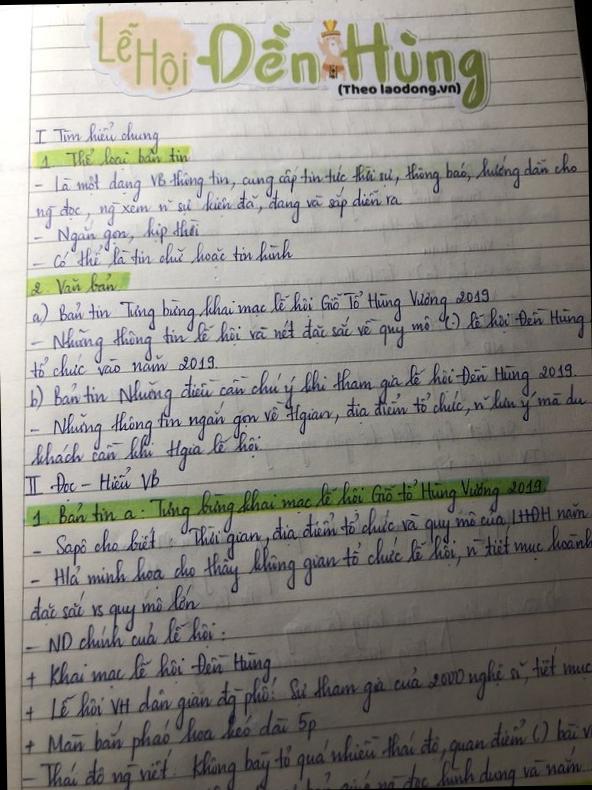 Lễ Hội Đền Hùng
(Theo laodong.vn)
I Tìm hiểu chung
1. Thể loại bản tin
- Là một dạng VB thông tin, cung cấp tin tức thời sự, thông báo, hướng dẫn cho
ng đọc, ng xem n sự kiện đã, đang và sắp diễn ra
- Ngắn gọn, kịp thời
- Có thể là tin chữ hoặc tin hình
2. Văn bản
a) Bản tin Tưng bừng khai mạc lễ hội Giỗ Tổ Hùng Vương 2019
- Những thông tin lễ hội và nét đặc sắc về quy mô (.) lễ hội Đền Hùng
tổ chức vào năm 2019.
b) Bản tin Những điều cần chú ý khi tham gia lễ hội Đền Hùng 2019.
- Những thông tin ngắn gọn về tgian, địa điểm tổ chức, n lưu ý mà du
khách cần khi tgia lễ hội
II Đọc - Hiểu VB
1. Bản tin a: Tưng bừng khai mạc lễ hội Giỗ tổ Hùng Vương 2019.
- Sapô cho biết: Thời gian, địa điểm tổ chức và quy mô của LHĐH năm
- HẢ minh họa cho thấy không gian tổ chức lễ hội, n tiết mục hoành
đặc sắc vs quy mô lớn
- ND chính của lễ hội:
+ Khai mạc lễ hội Đền Hùng
+ Lễ hội VH dân gian đg phố: Sự tham gia của 2000 nghệ sĩ, tiết mục
+ Màn bắn pháo hoa kéo dài 5p
- Thái độ ng viết: Không bày tỏ quá nhiều thái độ, quan điểm (.) bài v
ng đọc hình dung và nắm